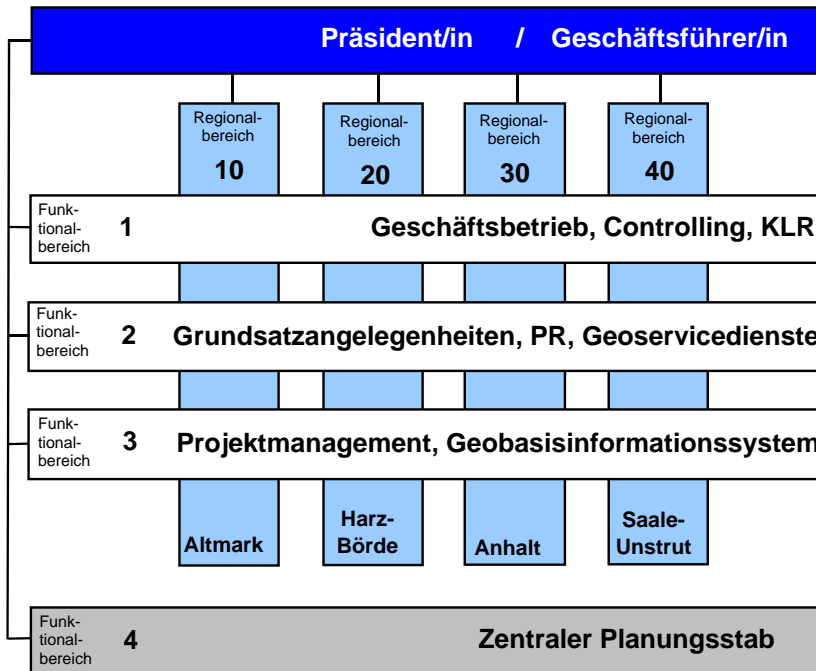 Präsident/in / Geschäftsführer/in
Regional-
bereich
10
Regional-
bereich
20
Regional-
bereich
30
Regional-
bereich
40
Funk-
tional-
bereich
1
Geschäftsbetrieb, Controlling, KLR
Funk-
tional-
bereich
2
Grundsatzangelegenheiten, PR, Geoservicedienste
Funk-
tional-
bereich
3
Projektmanagement, Geobasisinformationssystem
Altmark
Harz-
Börde
Anhalt
Saale-
Unstrut
Funk-
tional-
bereich
4
Zentraler Planungsstab